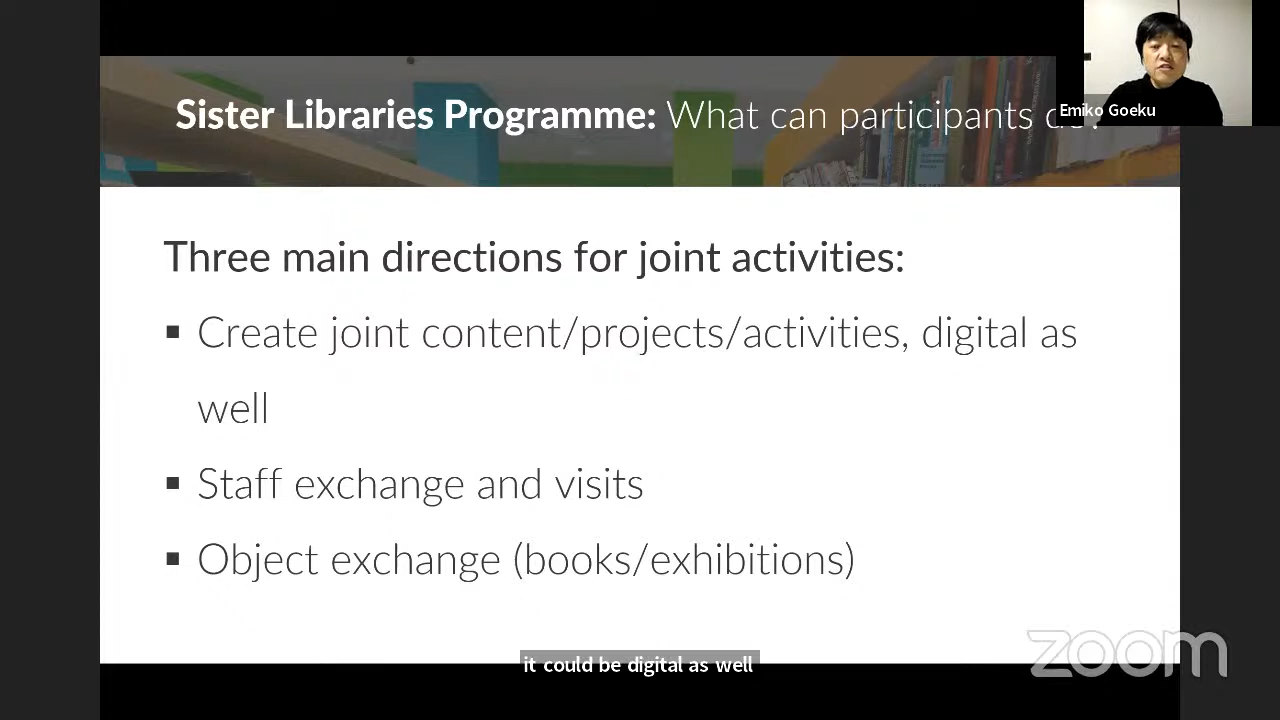 Sister Libraries Programme: What can participants do?
Emiko Goeku
Three main directions for joint activities:
▪ Create joint content/projects/activities, digital as
well
▪ Staff exchange and visits
▪ Object exchange (books/exhibitions)
it could be digital as well
zoom